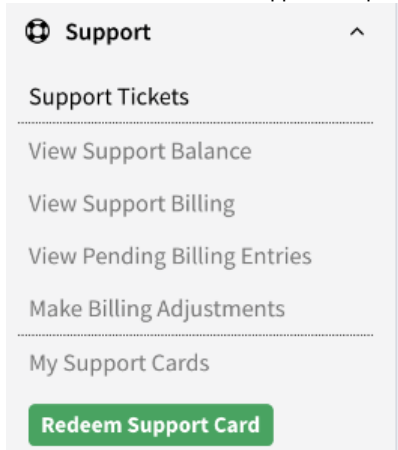 Support
Support Tickets
View Support Balance
View Support Billing
View Pending Billing Entries
Make Billing Adjustments
My Support Cards
Redeem Support Card